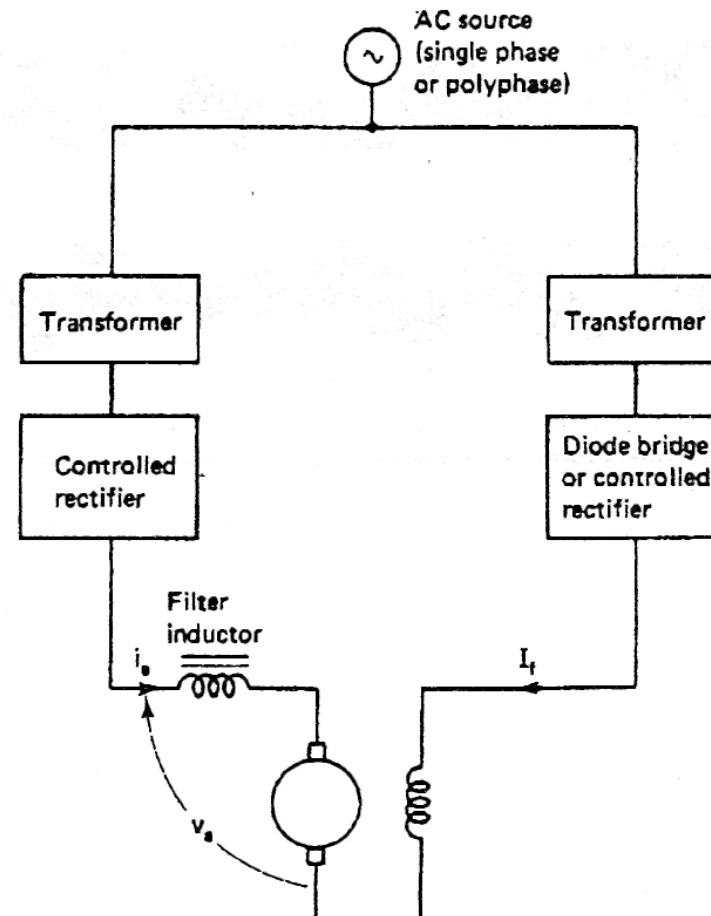 AC source
(single phase
or polyphase)
~
Transformer
Transformer
Controlled
rectifier
Diode bridge
or controlled
rectifier
Filter
inductor
iₐ
I_f
vₐ